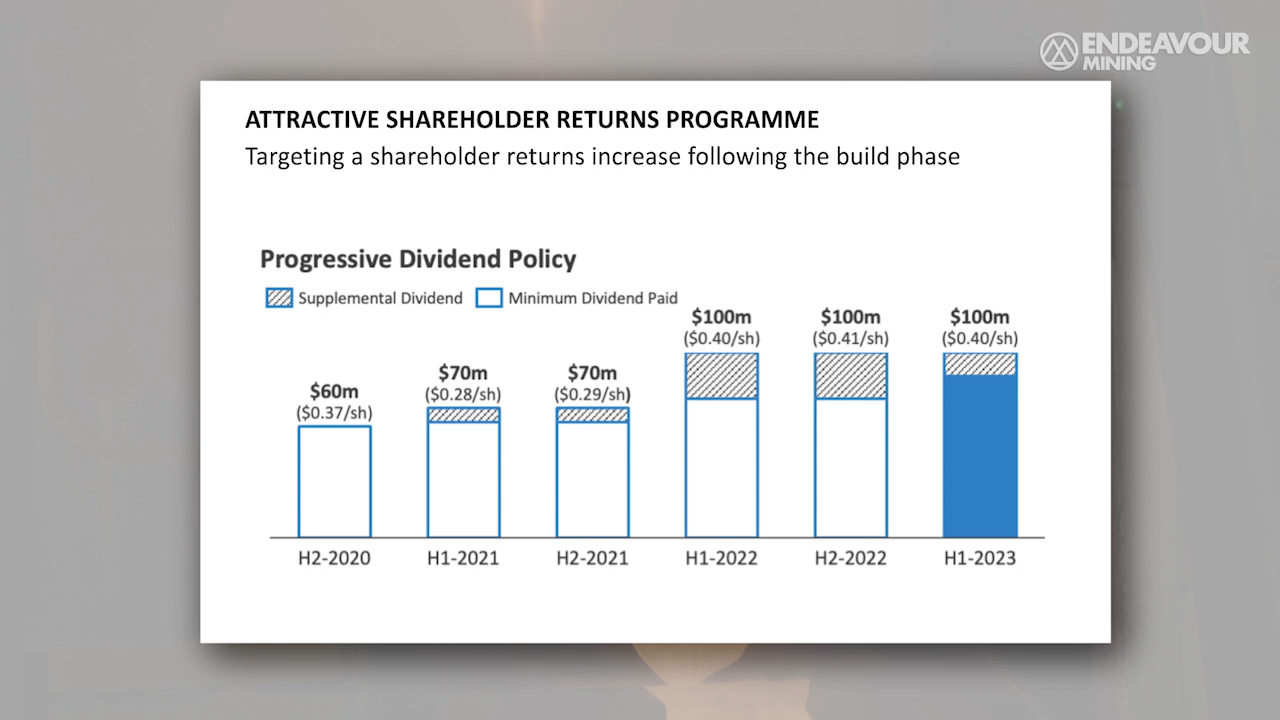 ENDEAVOUR
MINING
ATTRACTIVE SHAREHOLDER RETURNS PROGRAMME
Targeting a shareholder returns increase following the build phase
Progressive Dividend Policy
Supplemental Dividend Minimum Dividend Paid
$60m
($0.37/sh)
$70m
($0.28/sh)
$70m
($0.29/sh)
$100m
($0.40/sh)
$100m
($0.41/sh)
$100m
($0.40/sh)
H2-2020 H1-2021 H2-2021 H1-2022 H2-2022 H1-2023